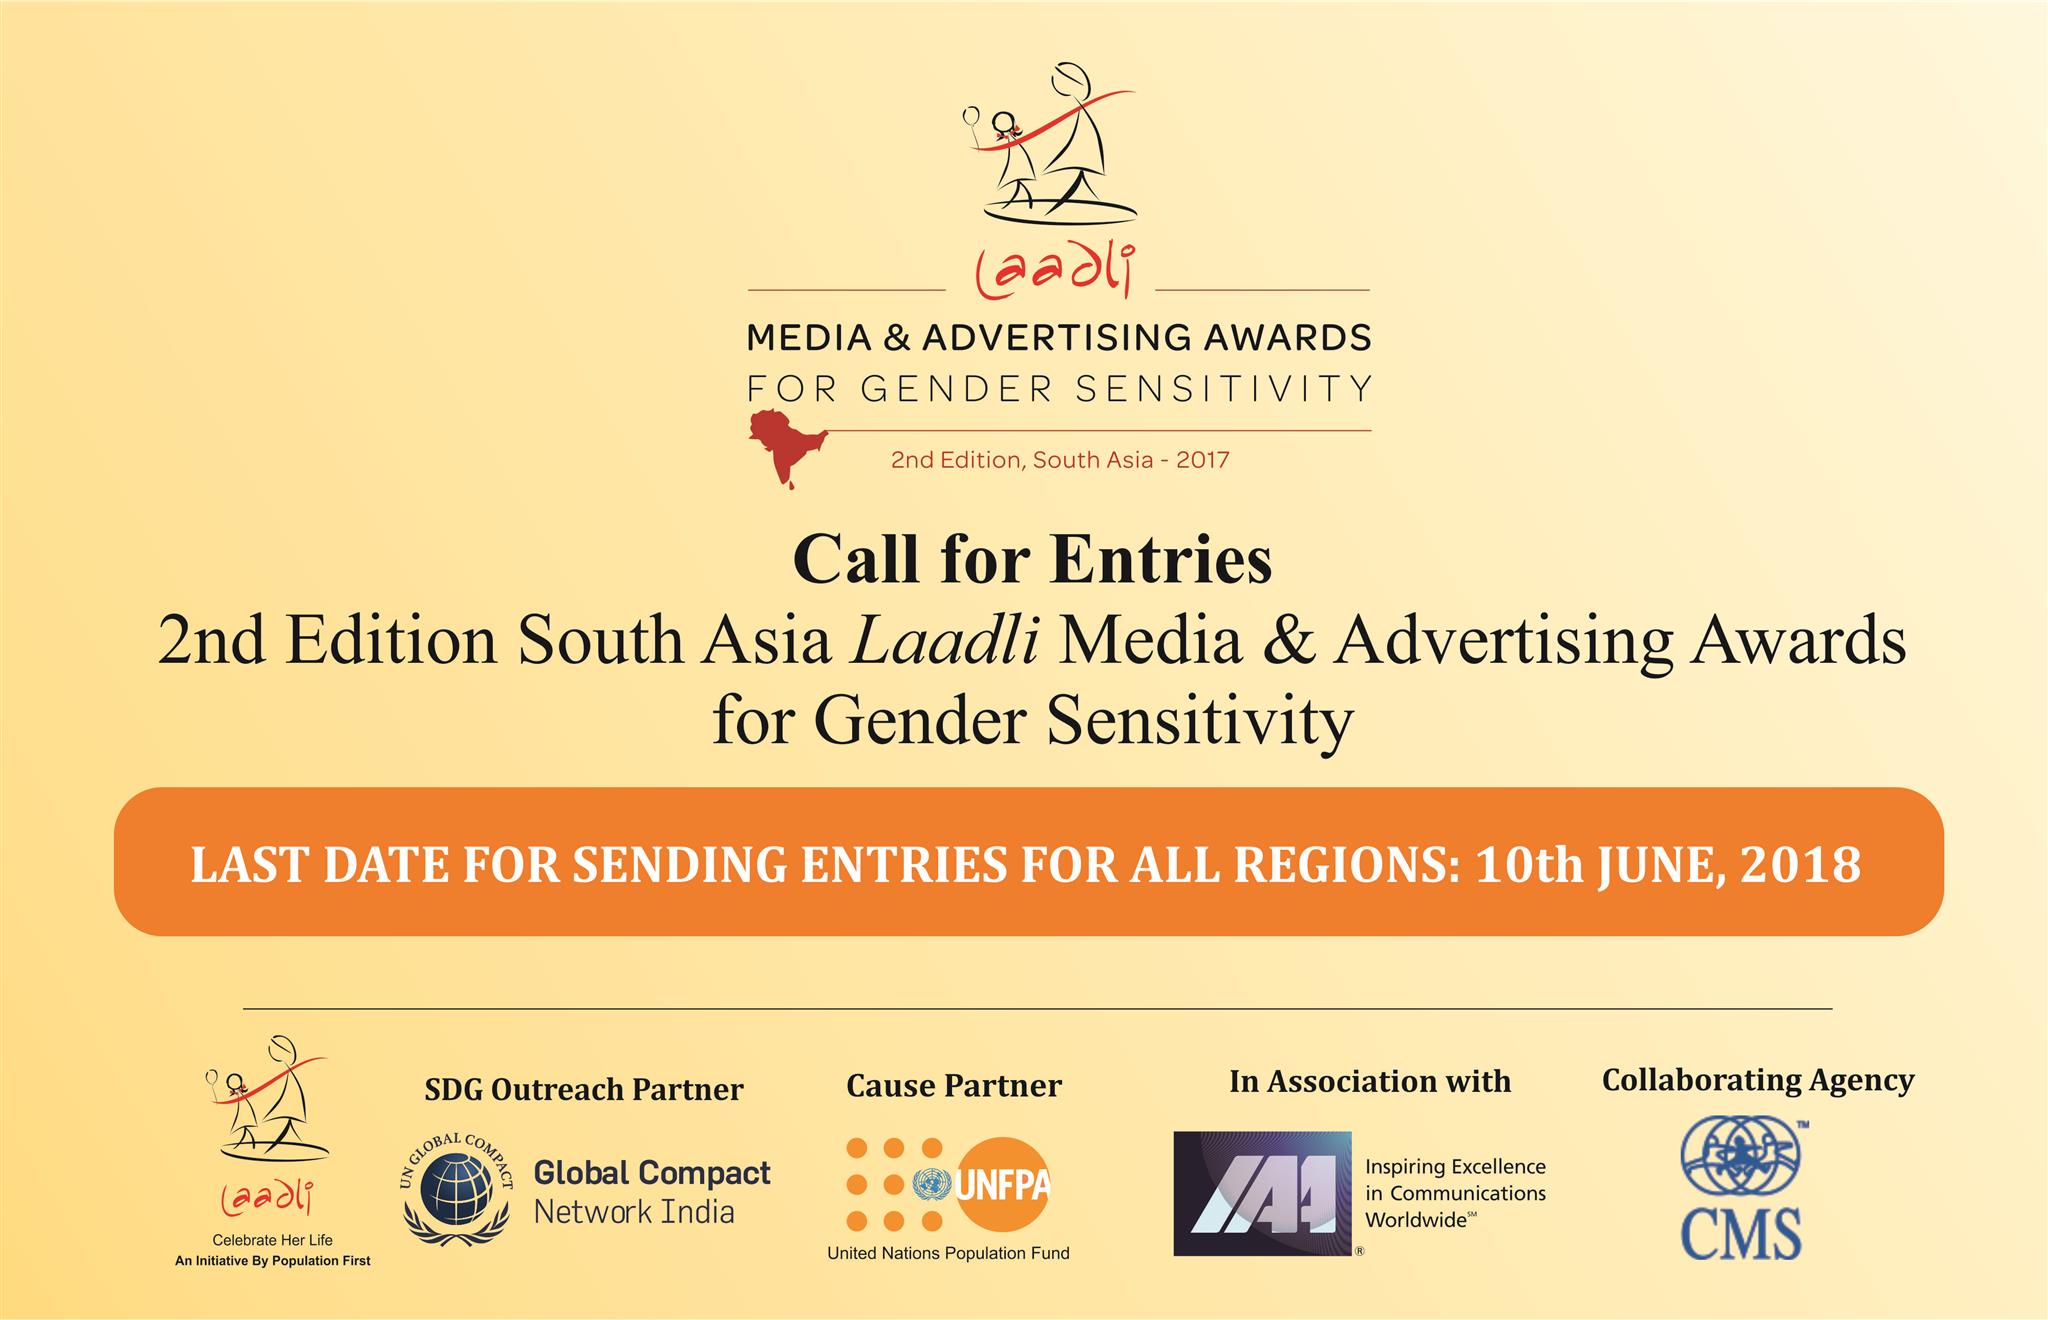 Laadli
MEDIA & ADVERTISING AWARDS
FOR GENDER SENSITIVITY
2nd Edition, South Asia - 2017
Call for Entries
2nd Edition South Asia Laadli Media & Advertising Awards
for Gender Sensitivity
LAST DATE FOR SENDING ENTRIES FOR ALL REGIONS: 10th JUNE, 2018
Laadli
Celebrate Her Life
An Initiative By Population First
SDG Outreach Partner
UN GLOBAL COMPACT
Global Compact
Network India
Cause Partner
UNFPA
United Nations Population Fund
In Association with
IAA
®
Inspiring Excellence
in Communications
Worldwide℠
Collaborating Agency
™
CMS